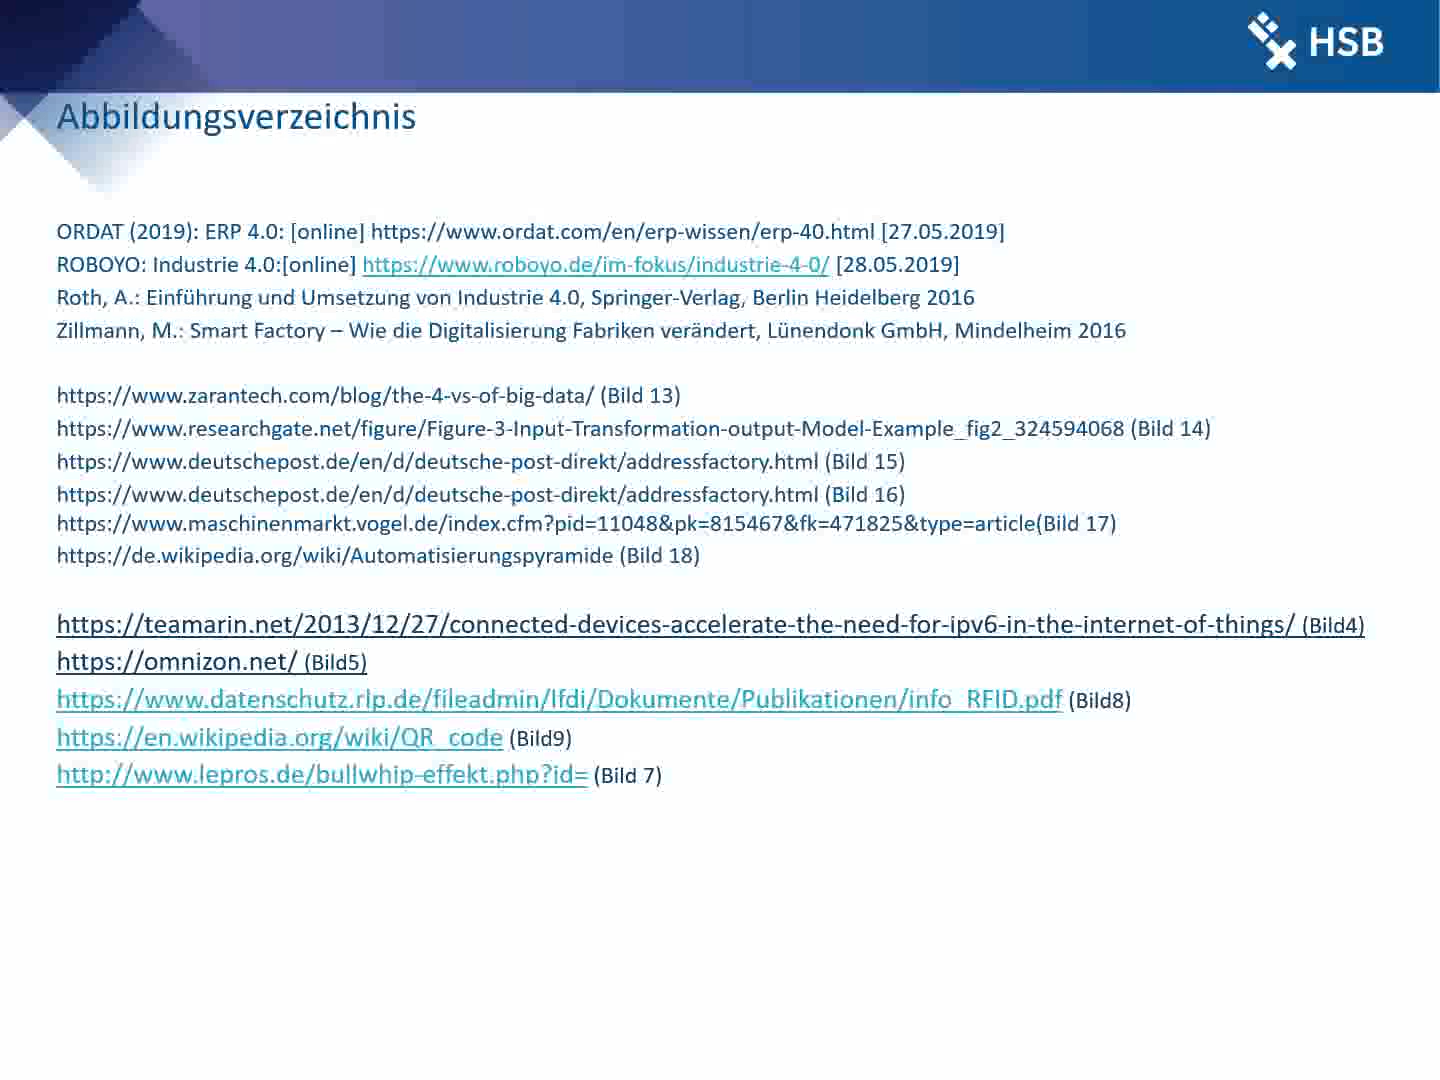 HSB
Abbildungsverzeichnis
ORDAT (2019): ERP 4.0: [online] https://www.ordat.com/en/erp-wissen/erp-40.html [27.05.2019]
ROBOYO: Industrie 4.0:[online] https://www.roboyo.de/im-fokus/industrie-4-0/ [28.05.2019]
Roth, A.: Einführung und Umsetzung von Industrie 4.0, Springer-Verlag, Berlin Heidelberg 2016
Zillmann, M.: Smart Factory – Wie die Digitalisierung Fabriken verändert, Lünendonk GmbH, Mindelheim 2016
https://www.zarantech.com/blog/the-4-vs-of-big-data/ (Bild 13)
https://www.researchgate.net/figure/Figure-3-Input-Transformation-output-Model-Example_fig2_324594068 (Bild 14)
https://www.deutschepost.de/en/d/deutsche-post-direkt/addressfactory.html (Bild 15)
https://www.deutschepost.de/en/d/deutsche-post-direkt/addressfactory.html (Bild 16)
https://www.maschinenmarkt.vogel.de/index.cfm?pid=11048&pk=815467&fk=471825&type=article(Bild 17)
https://de.wikipedia.org/wiki/Automatisierungspyramide (Bild 18)
https://teamarin.net/2013/12/27/connected-devices-accelerate-the-need-for-ipv6-in-the-internet-of-things/ (Bild4)
https://omnizon.net/ (Bild5)
https://www.datenschutz.rlp.de/fileadmin/lfdi/Dokumente/Publikationen/info_RFID.pdf (Bild8)
https://en.wikipedia.org/wiki/QR_code (Bild9)
http://www.lepros.de/bullwhip-effekt.php?id= (Bild 7)